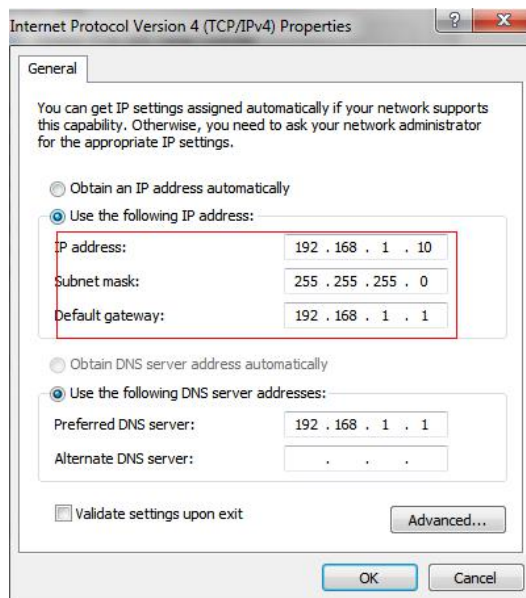 Internet Protocol Version 4 (TCP/IPv4) Properties
General
You can get IP settings assigned automatically if your network supports
this capability. Otherwise, you need to ask your network administrator
for the appropriate IP settings.
Obtain an IP address automatically
Use the following IP address:
IP address: 192 . 168 . 1 . 10
Subnet mask: 255 . 255 . 255 . 0
Default gateway: 192 . 168 . 1 . 1
Obtain DNS server address automatically
Use the following DNS server addresses:
Preferred DNS server: 192 . 168 . 1 . 1
Alternate DNS server: . . .
Validate settings upon exit
Advanced...
OK Cancel